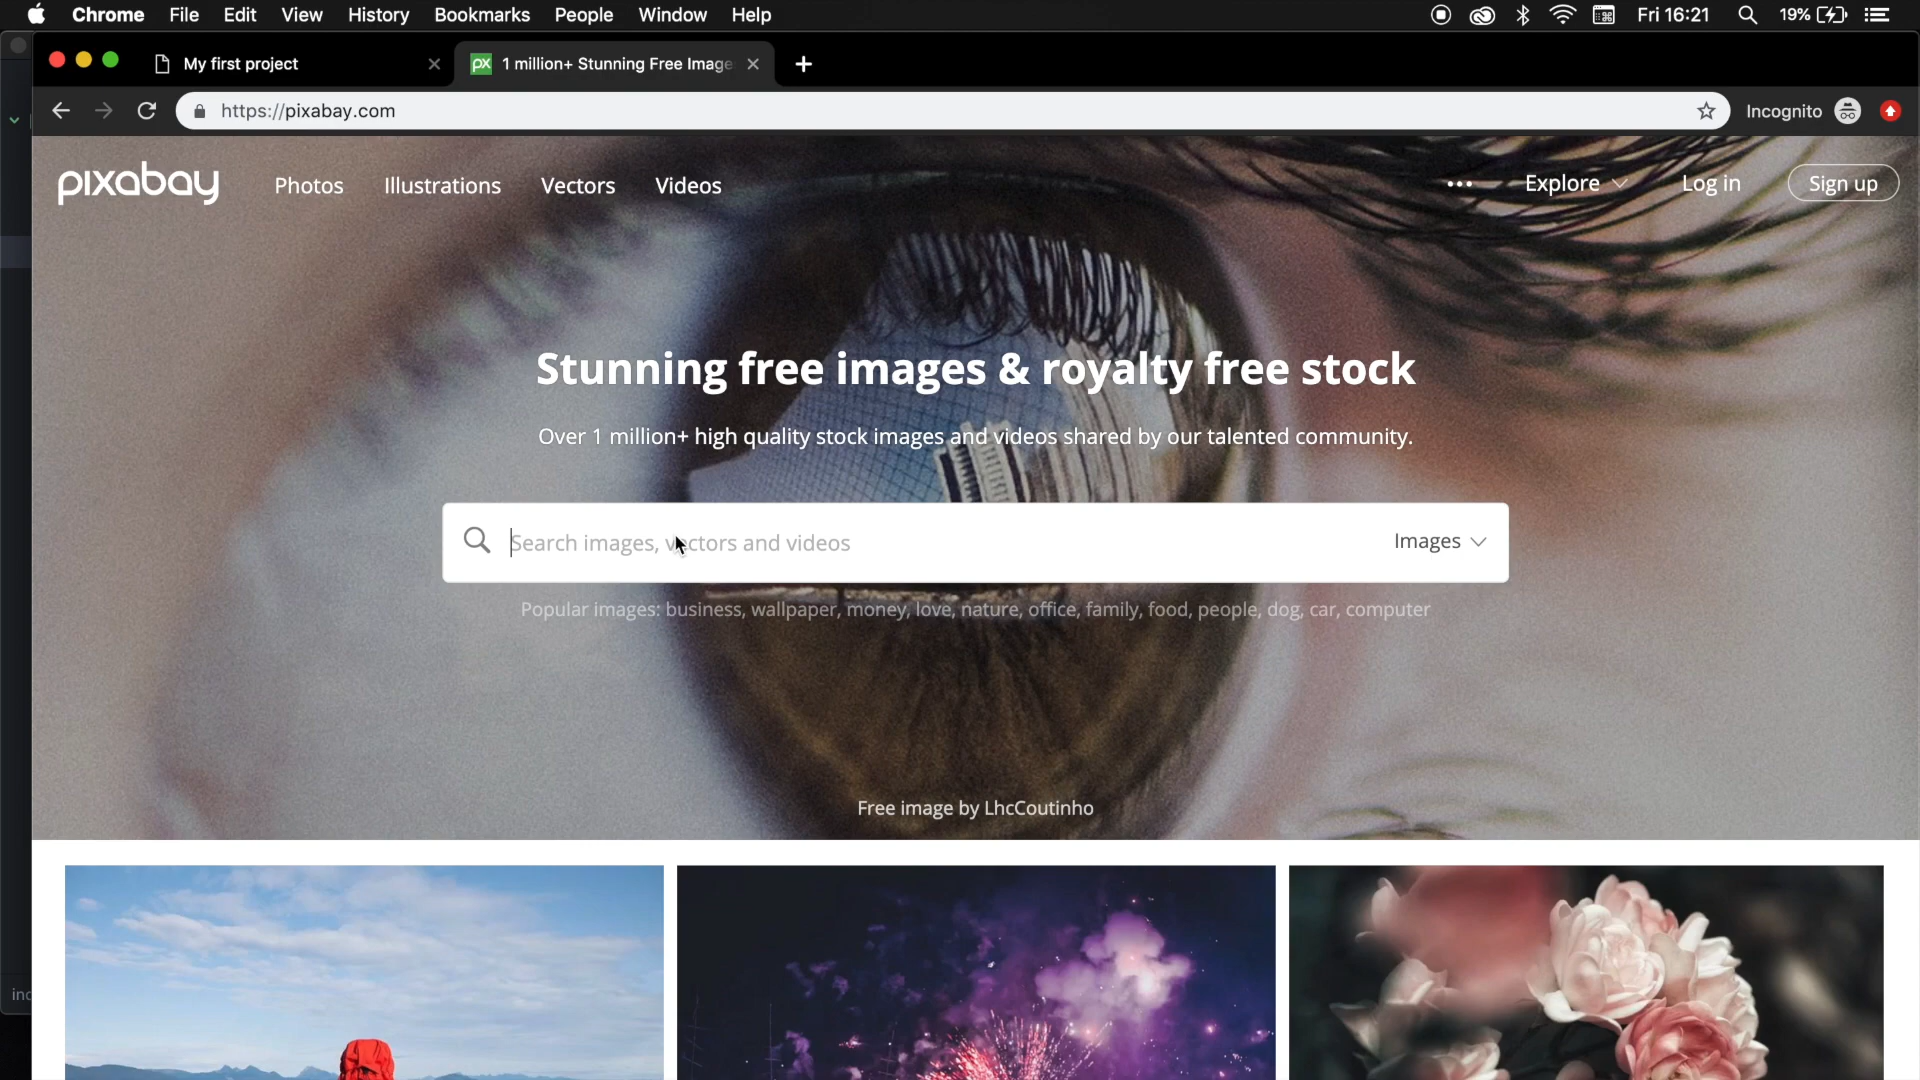 Chrome File Edit View History Bookmarks People Window Help Fri 16:21 19%
My first project px 1 million+ Stunning Free Image
https://pixabay.com Incognito
pixabay Photos Illustrations Vectors Videos ••• Explore Log in Sign up
Stunning free images & royalty free stock
Over 1 million+ high quality stock images and videos shared by our talented community.
Search images, vectors and videos Images
Popular images: business, wallpaper, money, love, nature, office, family, food, people, dog, car, computer
Free image by LhcCoutinho